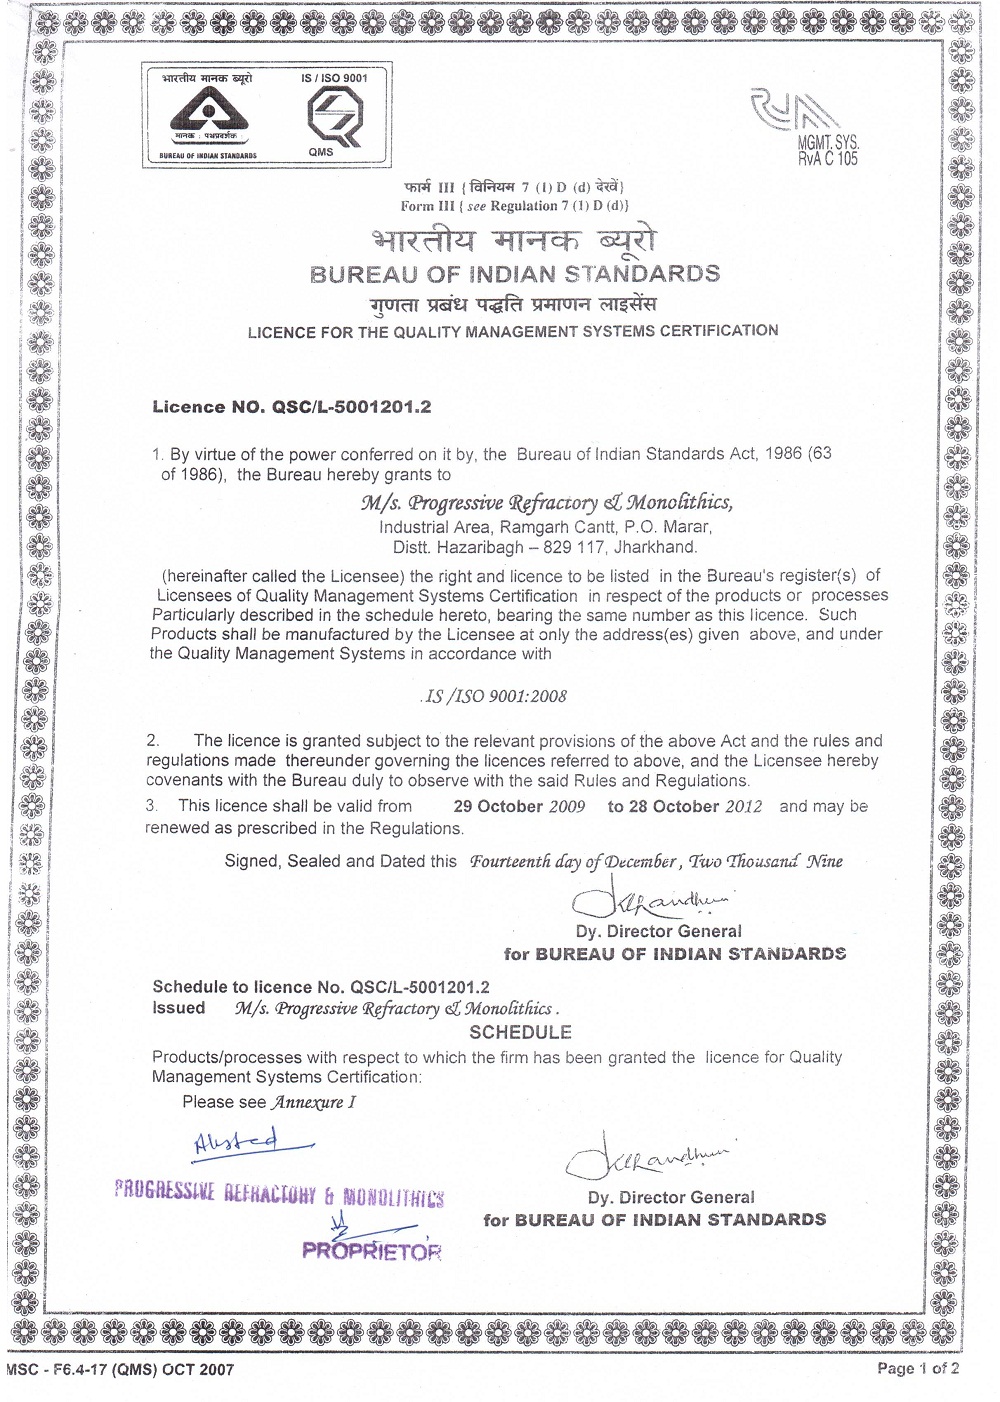 भारतीय मानक ब्यूरो
IS / ISO 9001
मानक : पथप्रदर्शक :
BUREAU OF INDIAN STANDARDS
QMS
RvA
MGMT. SYS.
RvA C 105
फार्म III { विनियम 7 (1) D (d) देखें}
Form III { see Regulation 7 (1) D (d)}
भारतीय मानक ब्यूरो
BUREAU OF INDIAN STANDARDS
गुणता प्रबंध पद्धति प्रमाणन लाइसेंस
LICENCE FOR THE QUALITY MANAGEMENT SYSTEMS CERTIFICATION
Licence NO. QSC/L-5001201.2
1. By virtue of the power conferred on it by, the Bureau of Indian Standards Act, 1986 (63
of 1986), the Bureau hereby grants to
M/s. Progressive Refractory & Monolithics,
Industrial Area, Ramgarh Cantt, P.O. Marar,
Distt. Hazaribagh – 829 117, Jharkhand.
(hereinafter called the Licensee) the right and licence to be listed in the Bureau's register(s) of
Licensees of Quality Management Systems Certification in respect of the products or processes
Particularly described in the schedule hereto, bearing the same number as this licence. Such
Products shall be manufactured by the Licensee at only the address(es) given above, and under
the Quality Management Systems in accordance with
.IS /ISO 9001:2008
2. The licence is granted subject to the relevant provisions of the above Act and the rules and
regulations made thereunder governing the licences referred to above, and the Licensee hereby
covenants with the Bureau duly to observe with the said Rules and Regulations.
3. This licence shall be valid from 29 October 2009 to 28 October 2012 and may be
renewed as prescribed in the Regulations.
Signed, Sealed and Dated this Fourteenth day of December, Two Thousand Nine
Dy. Director General
for BUREAU OF INDIAN STANDARDS
Schedule to licence No. QSC/L-5001201.2
Issued M/s. Progressive Refractory & Monolithics .
SCHEDULE
Products/processes with respect to which the firm has been granted the licence for Quality
Management Systems Certification:
Please see Annexure I
PROGRESSIVE REFRACTORY & MONOLITHICS
PROPRIETOR
Dy. Director General
for BUREAU OF INDIAN STANDARDS
MSC - F6.4-17 (QMS) OCT 2007
Page 1 of 2